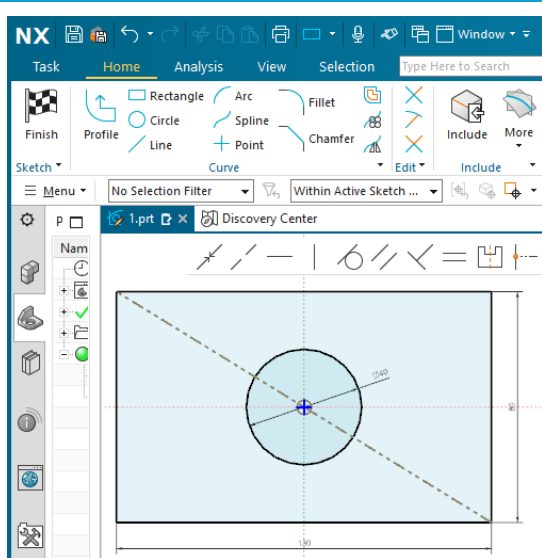 NX Window
Task Home Analysis View Selection Type Here to Search
Finish Profile Rectangle Arc Fillet Include More
Circle Spline
Line Point Chamfer
Sketch Curve Edit Include
Menu No Selection Filter Within Active Sketch ...
P 1.prt Discovery Center
Nam
Ø40
80
130